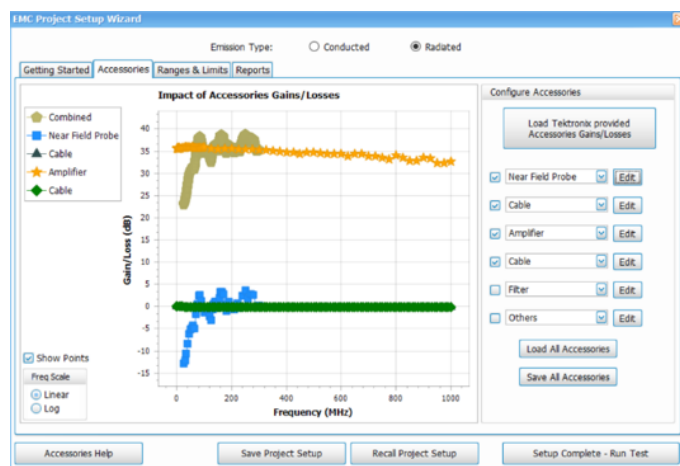 EMC Project Setup Wizard
Emission Type: Conducted Radiated
Getting Started Accessories Ranges & Limits Reports
Impact of Accessories Gains/Losses
Combined
Near Field Probe
Cable
Amplifier
Cable
Gain/Loss (dB)
40
35
30
25
20
15
10
5
0
-5
-10
-15
0 200 400 600 800 1000
Frequency (MHz)
Show Points
Freq Scale
Linear
Log
Configure Accessories
Load Tektronix provided
Accessories Gains/Losses
Near Field Probe Edit
Cable Edit
Amplifier Edit
Cable Edit
Filter Edit
Others Edit
Load All Accessories
Save All Accessories
Accessories Help Save Project Setup Recall Project Setup Setup Complete - Run Test